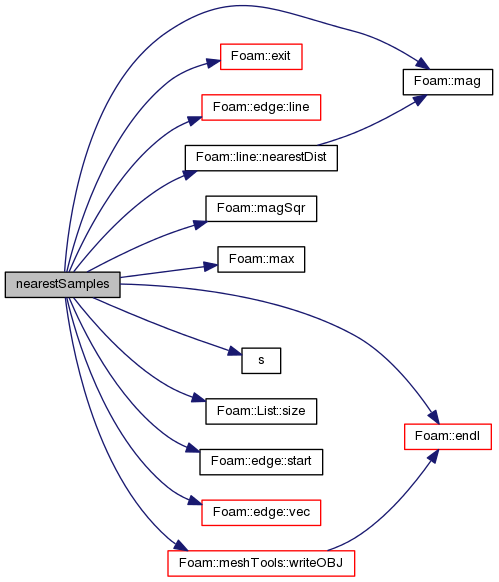 Foam::exit
Foam::mag
Foam::edge::line
Foam::line::nearestDist
Foam::magSqr
Foam::max
nearestSamples
s
Foam::List::size
Foam::endl
Foam::edge::start
Foam::edge::vec
Foam::meshTools::writeOBJ